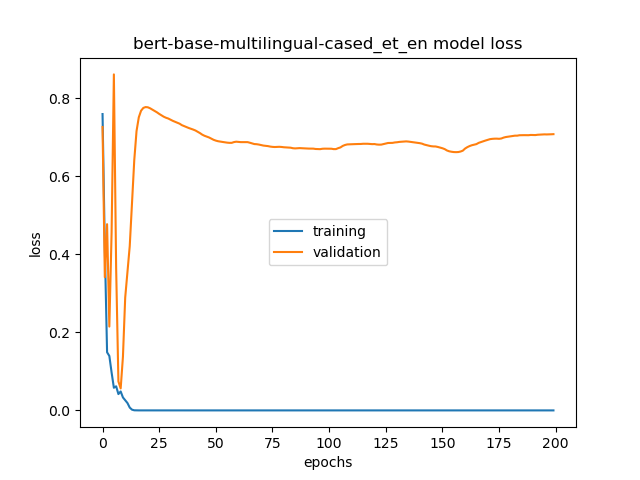 bert-base-multilingual-cased_et_en model loss
loss
0.8
0.6
0.4
0.2
0.0
training
validation
0 25 50 75 100 125 150 175 200
epochs